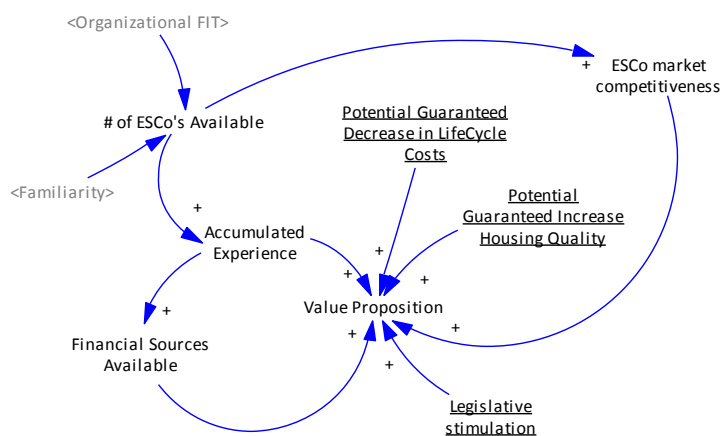 <Organizational FIT>
+
ESCo market
competitiveness
# of ESCo's Available
Potential Guaranteed
Decrease in LifeCycle
Costs
<Familiarity>
Potential
Guaranteed Increase
Housing Quality
+
Accumulated
Experience
+
+
+
Value Proposition
+
Financial Sources
Available
+
+
+
Legislative
stimulation